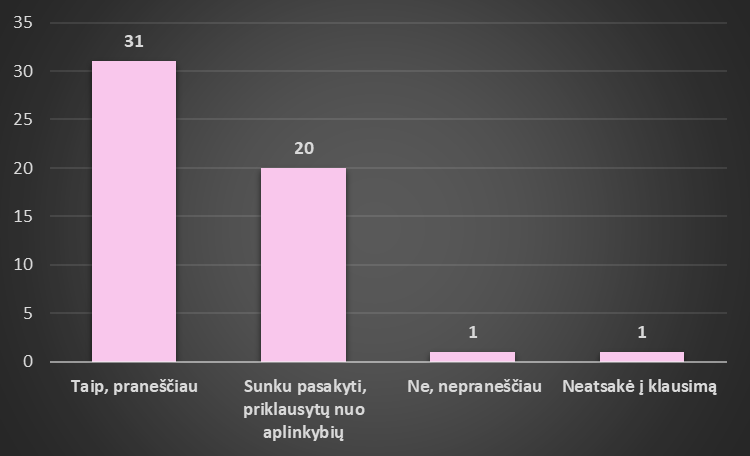 35
30
25
20
15
10
5
0
31
20
1
1
Taip, praneščiau
Sunku pasakyti,
priklausytų nuo
aplinkybių
Ne, nepraneščiau
Neatsakė į klausimą